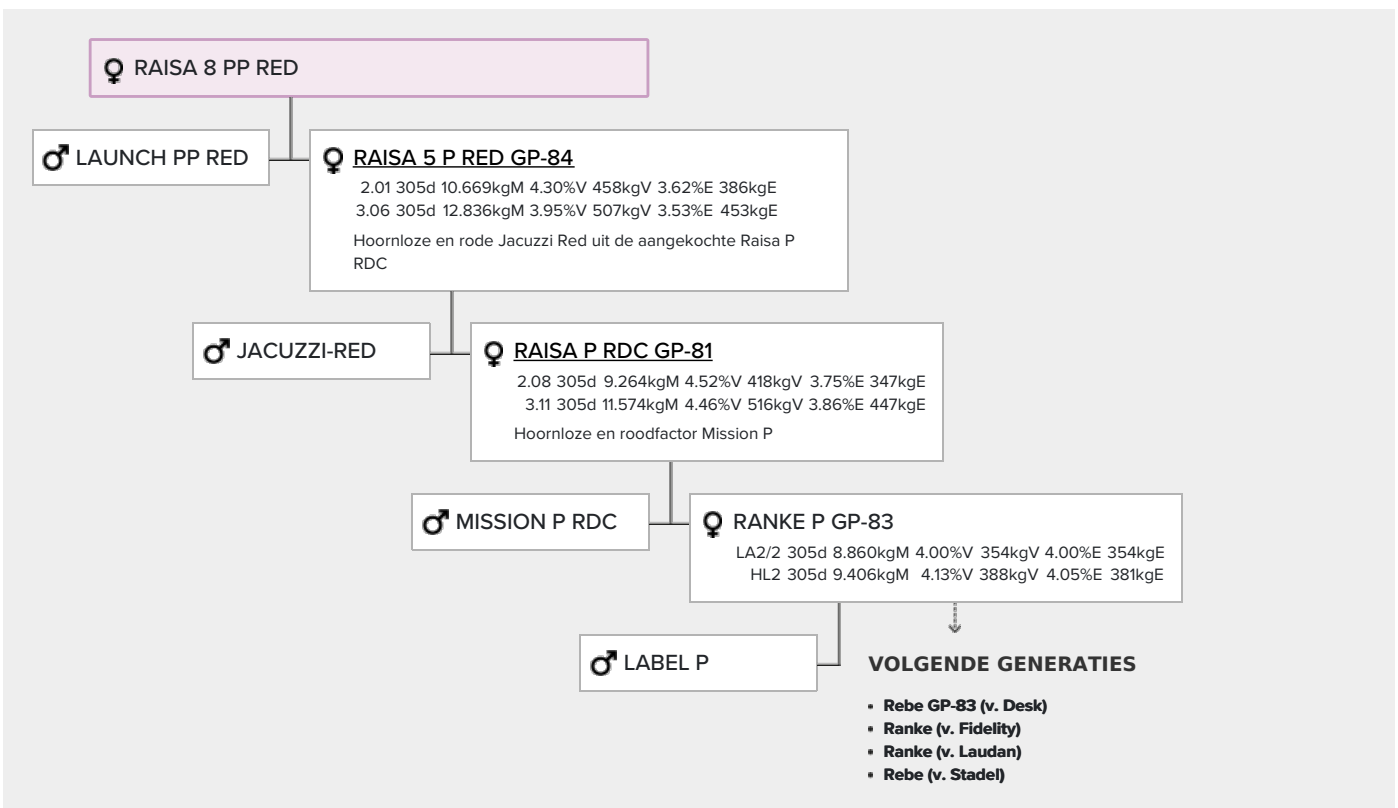 RAISA 8 PP RED
LAUNCH PP RED
RAISA 5 P RED GP-84
2.01 305d 10.669kgM 4.30%V 458kgV 3.62%E 386kgE
3.06 305d 12.836kgM 3.95%V 507kgV 3.53%E 453kgE
Hoornloze en rode Jacuzzi Red uit de aangekochte Raisa P
RDC
JACUZZI-RED
RAISA P RDC GP-81
2.08 305d 9.264kgM 4.52%V 418kgV 3.75%E 347kgE
3.11 305d 11.574kgM 4.46%V 516kgV 3.86%E 447kgE
Hoornloze en roodfactor Mission P
MISSION P RDC
RANKE P GP-83
LA2/2 305d 8.860kgM 4.00%V 354kgV 4.00%E 354kgE
HL2 305d 9.406kgM 4.13%V 388kgV 4.05%E 381kgE
LABEL P
VOLGENDE GENERATIES
• Rebe GP-83 (v. Desk)
• Ranke (v. Fidelity)
• Ranke (v. Laudan)
• Rebe (v. Stadel)